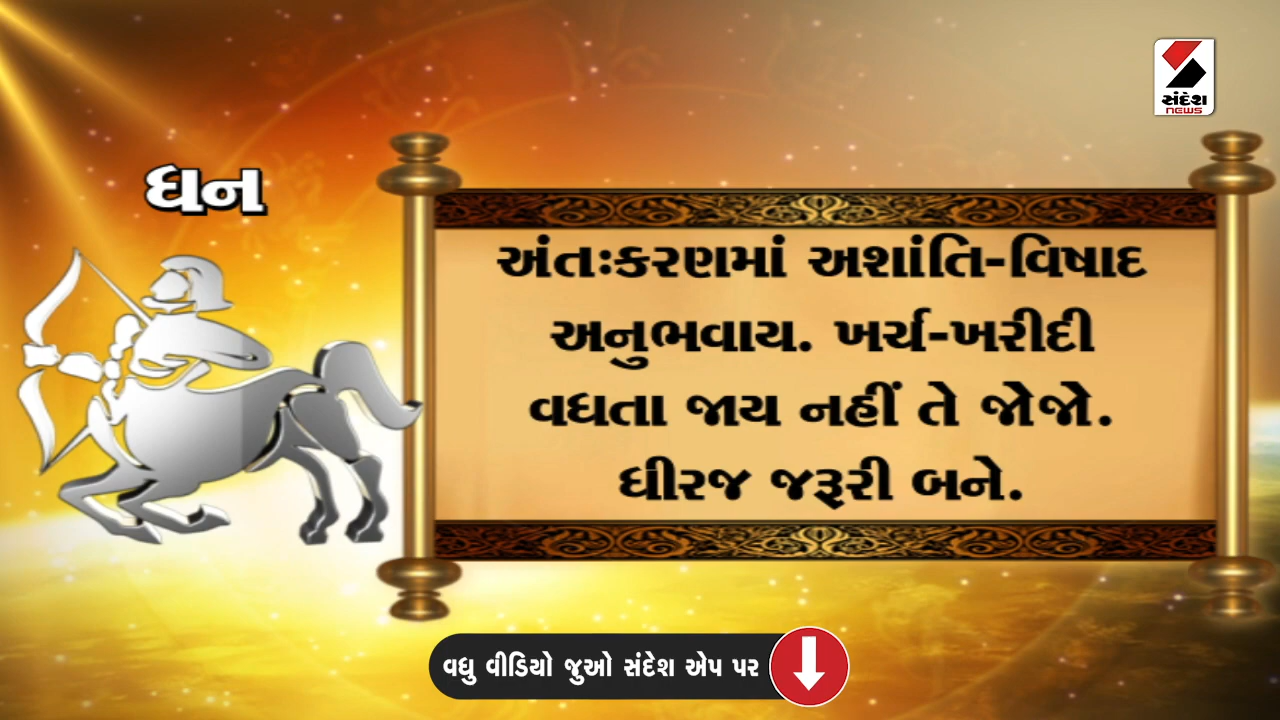 સંદેશ
NEWS
ધન
અંતઃકરણમાં અશાંતિ-વિષાદ
અનુભવાય. ખર્ચ-ખરીદી
વધતા જાય નહીં તે જોજો.
ધીરજ જરૂરી બને.
વધુ વીડિયો જુઓ સંદેશ એપ પર